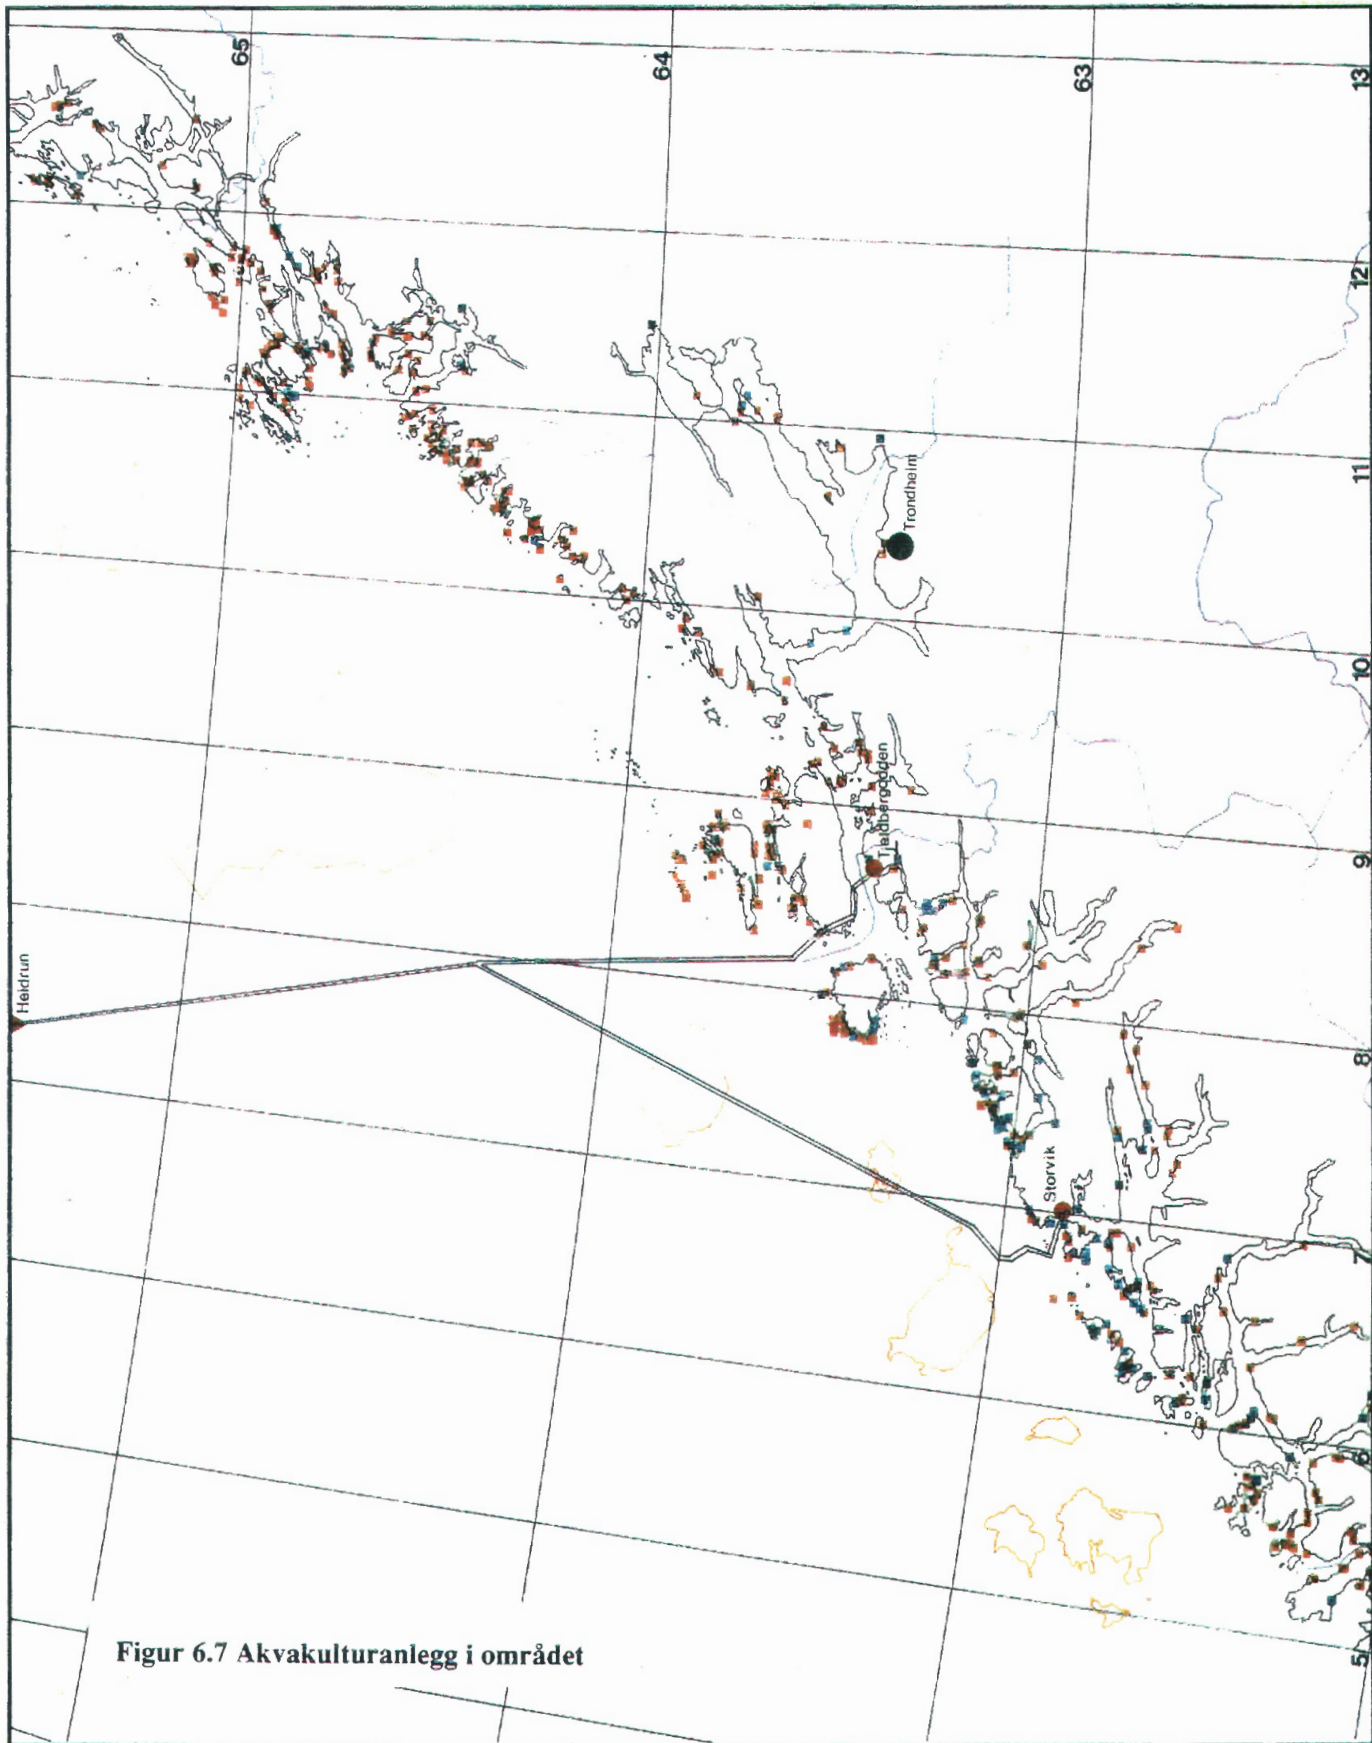 65
64
63
13
12
11
10
9
8
7
6
5
Heidrun
Trondheim
Tjeldbergodden
Storvik
Figur 6.7 Akvakulturanlegg i området